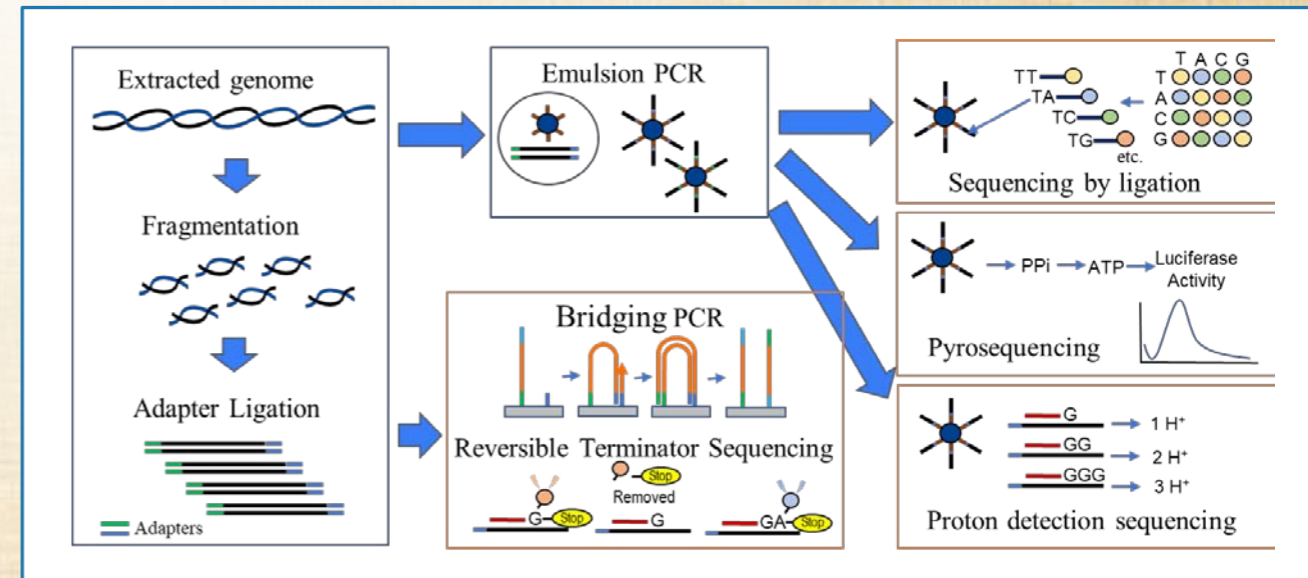 Extracted genome
Fragmentation
Adapter Ligation
Adapters
Emulsion PCR
Bridging PCR
Reversible Terminator Sequencing
Stop
Removed
G Stop
G
GA Stop
T A C G
T
A
C
G
TT
TA
TC
TG
etc.
Sequencing by ligation
PPi ATP Luciferase
Activity
Pyrosequencing
G 1 H⁺
GG 2 H⁺
GGG 3 H⁺
Proton detection sequencing